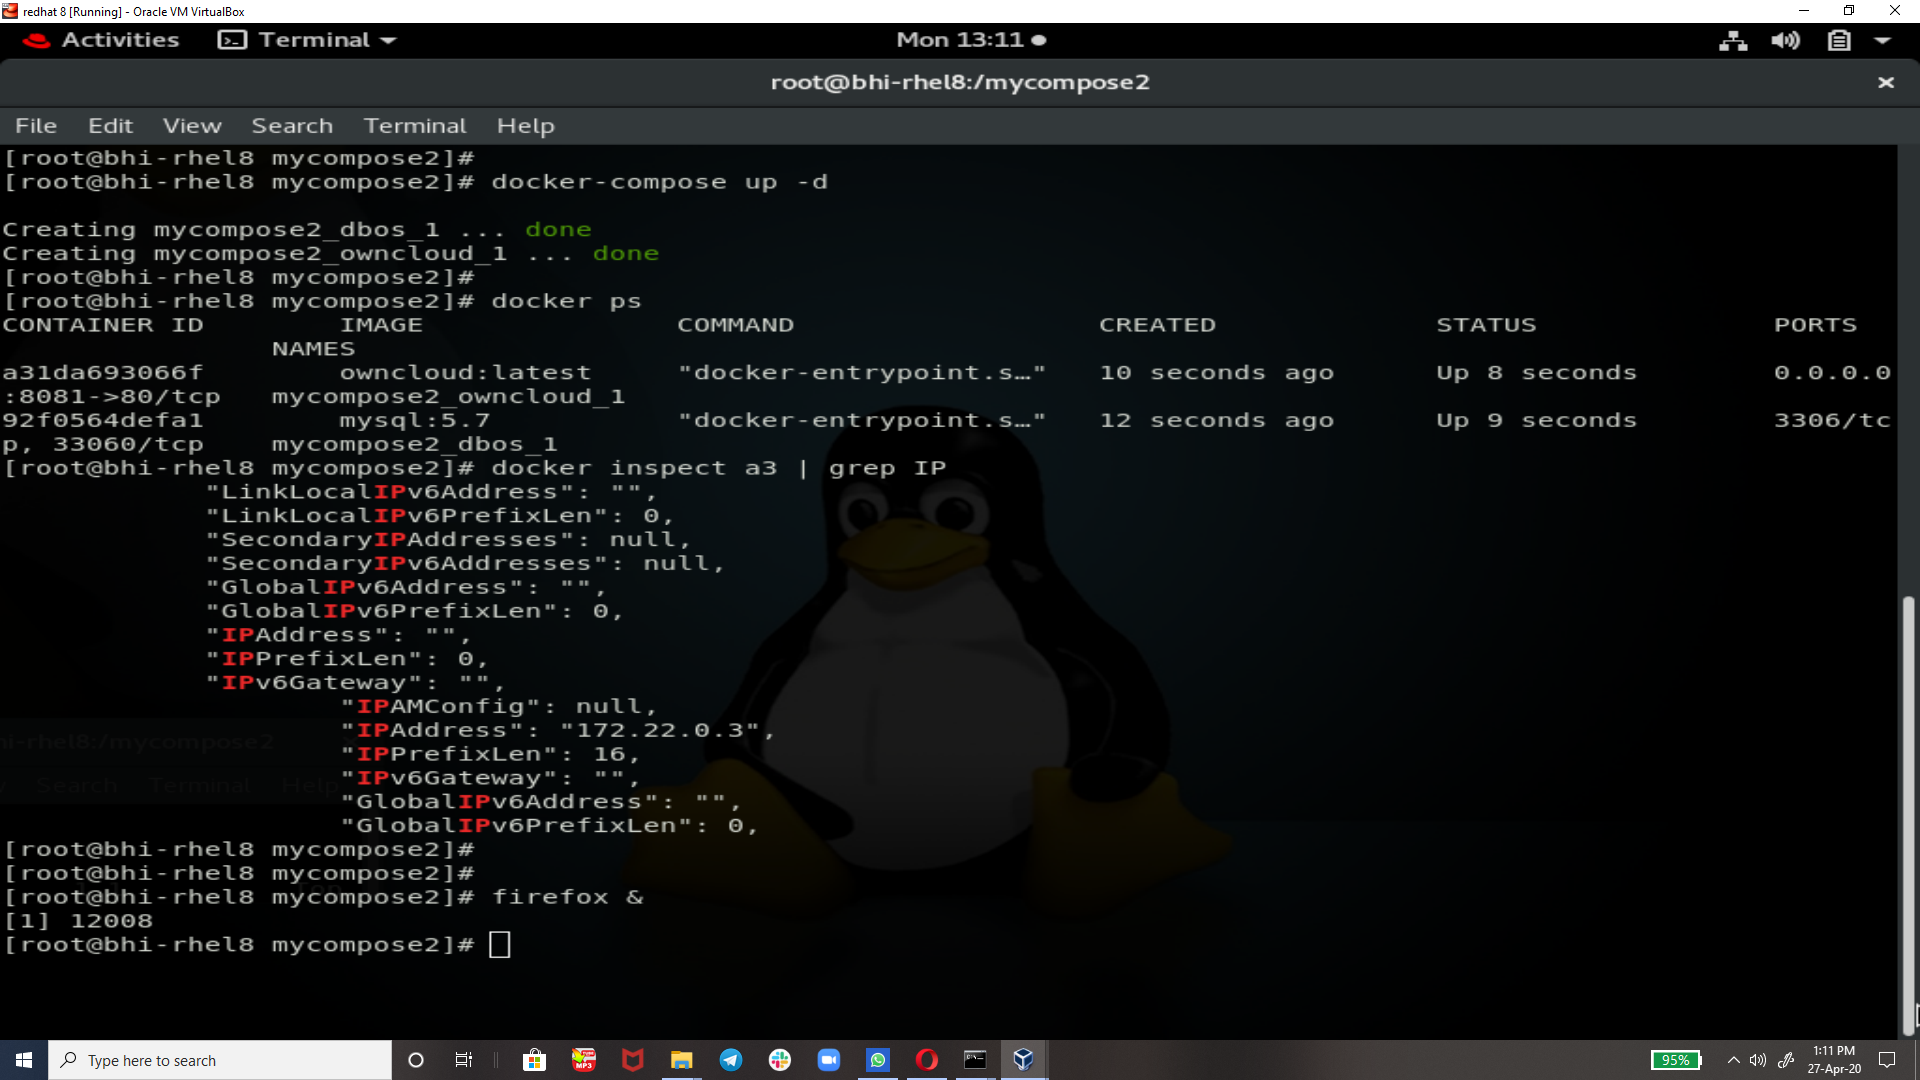 redhat 8 [Running] - Oracle VM VirtualBox
Activities Terminal Mon 13:11
root@bhi-rhel8:/mycompose2
File Edit View Search Terminal Help
[root@bhi-rhel8 mycompose2]#
[root@bhi-rhel8 mycompose2]# docker-compose up -d
Creating mycompose2_dbos_1 ... done
Creating mycompose2_owncloud_1 ... done
[root@bhi-rhel8 mycompose2]#
[root@bhi-rhel8 mycompose2]# docker ps
CONTAINER ID IMAGE COMMAND CREATED STATUS PORTS
NAMES
a31da693066f owncloud:latest "docker-entrypoint.s…" 10 seconds ago Up 8 seconds 0.0.0.0
:8081->80/tcp mycompose2_owncloud_1
92f0564defa1 mysql:5.7 "docker-entrypoint.s…" 12 seconds ago Up 9 seconds 3306/tc
p, 33060/tcp mycompose2_dbos_1
[root@bhi-rhel8 mycompose2]# docker inspect a3 | grep IP
"LinkLocalIPv6Address": "",
"LinkLocalIPv6PrefixLen": 0,
"SecondaryIPAddresses": null,
"SecondaryIPv6Addresses": null,
"GlobalIPv6Address": "",
"GlobalIPv6PrefixLen": 0,
"IPAddress": "",
"IPPrefixLen": 0,
"IPv6Gateway": "",
"IPAMConfig": null,
"IPAddress": "172.22.0.3",
hi-rhel8:/mycompose2
"IPPrefixLen": 16,
"IPv6Gateway": "",
Search Terminal Help
"GlobalIPv6Address": "",
"GlobalIPv6PrefixLen": 0,
[root@bhi-rhel8 mycompose2]#
[root@bhi-rhel8 mycompose2]#
[root@bhi-rhel8 mycompose2]# firefox &
[1] 12008
[root@bhi-rhel8 mycompose2]#
Type here to search
MP3
95%
1:11 PM
27-Apr-20